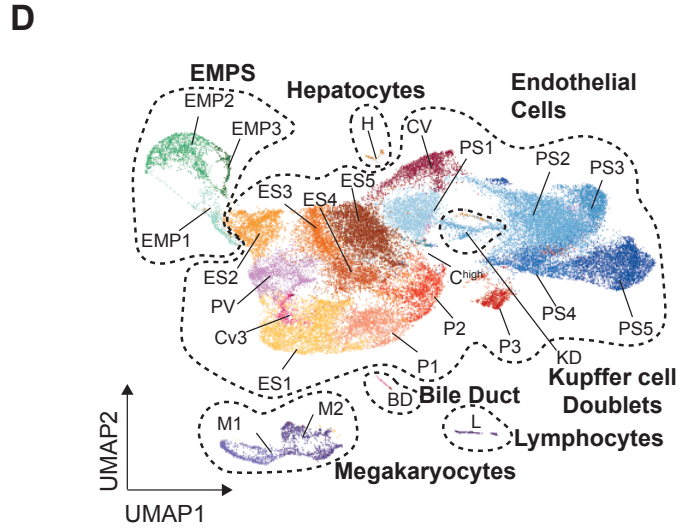 D
EMPS
Hepatocytes
Endothelial
Cells
EMP2
EMP3
H
CV
PS1
PS2
PS3
ES5
ES3
ES4
EMP1
ES2
C^high
PV
PS4
PS5
Cv3
P2
P3
KD
ES1
P1
Kupffer cell
Doublets
Bile Duct
BD
M1
M2
L
Lymphocytes
Megakaryocytes
UMAP2
UMAP1